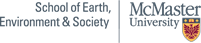 School of Earth,
Environment & Society
McMaster
University